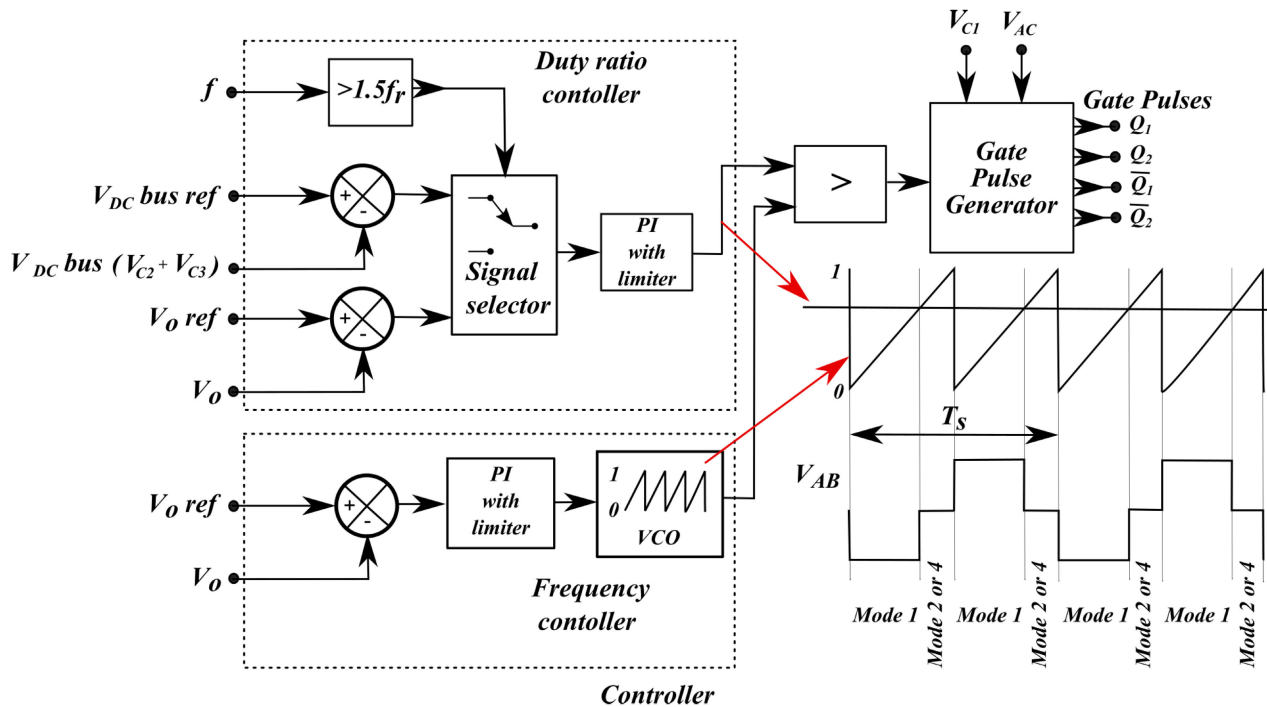 Duty ratio
contoller
f
>1.5fr
VDC bus ref
+
-
V DC bus (VC2 + VC3)
Vo ref
+
-
Vo
Signal
selector
PI
with
limiter
>
VC1
VAC
Gate
Pulse
Generator
Gate Pulses
Q1
Q2
Q̅1
Q̅2
1
0
Ts
VAB
Mode 1
Mode 2 or 4
Mode 1
Mode 2 or 4
Mode 1
Mode 2 or 4
Mode 1
Mode 2 or 4
Vo ref
+
-
Vo
PI
with
limiter
1
0
VCO
Frequency
contoller
Controller